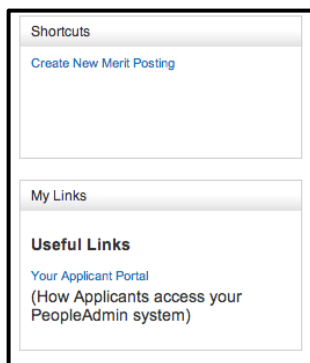 Shortcuts
Create New Merit Posting
My Links
Useful Links
Your Applicant Portal
(How Applicants access your
PeopleAdmin system)